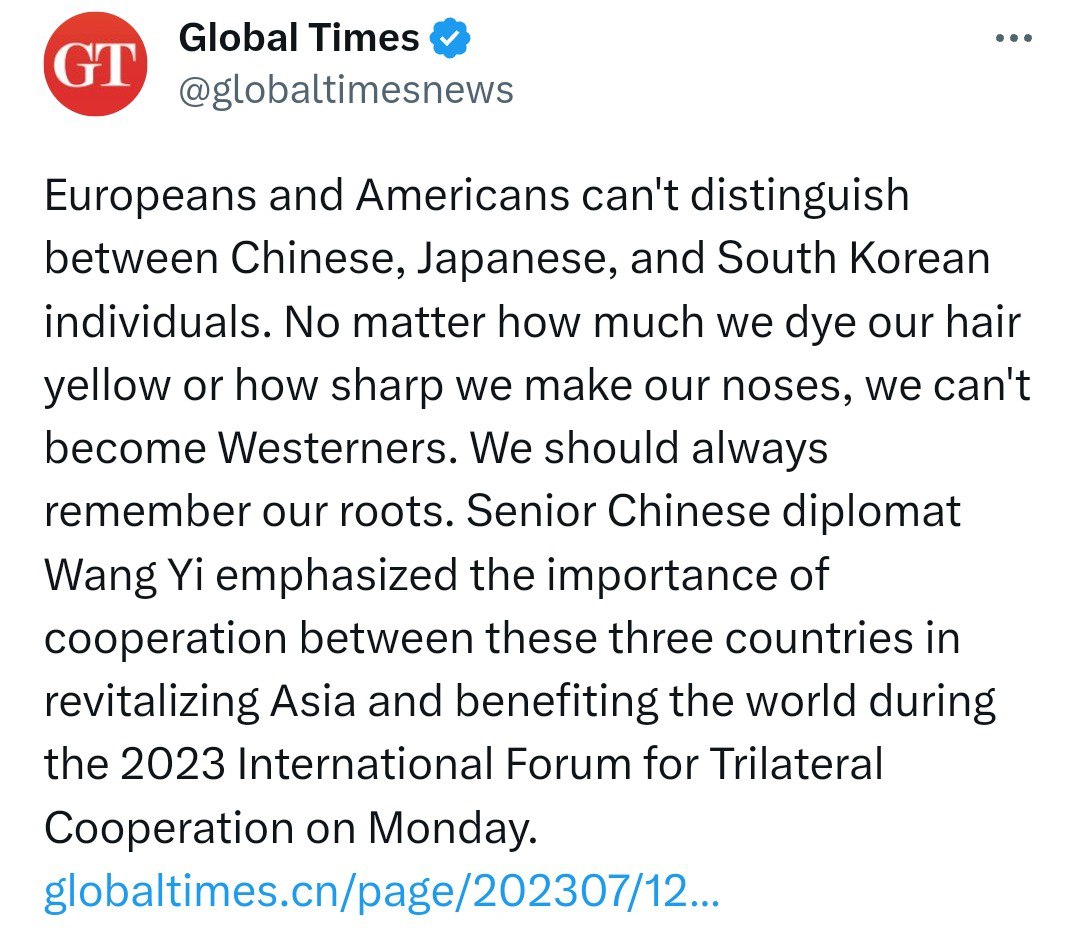 GT
Global Times
@globaltimesnews
Europeans and Americans can't distinguish
between Chinese, Japanese, and South Korean
individuals. No matter how much we dye our hair
yellow or how sharp we make our noses, we can't
become Westerners. We should always
remember our roots. Senior Chinese diplomat
Wang Yi emphasized the importance of
cooperation between these three countries in
revitalizing Asia and benefiting the world during
the 2023 International Forum for Trilateral
Cooperation on Monday.
globaltimes.cn/page/202307/12...